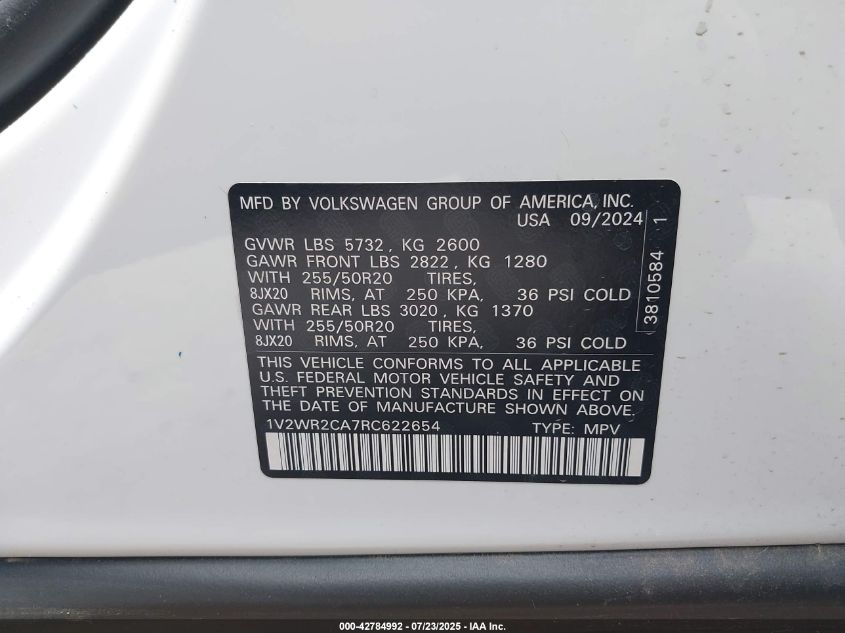 MFD BY VOLKSWAGEN GROUP OF AMERICA, INC.
USA 09/2024
GVWR LBS 5732, KG 2600
GAWR FRONT LBS 2822, KG 1280
WITH 255/50R20 TIRES,
8JX20 RIMS, AT 250 KPA, 36 PSI COLD
GAWR REAR LBS 3020, KG 1370
WITH 255/50R20 TIRES,
8JX20 RIMS, AT 250 KPA, 36 PSI COLD
THIS VEHICLE CONFORMS TO ALL APPLICABLE
U.S. FEDERAL MOTOR VEHICLE SAFETY AND
THEFT PREVENTION STANDARDS IN EFFECT ON
THE DATE OF MANUFACTURE SHOWN ABOVE.
1V2WR2CA7RC622654 TYPE: MPV
3810584 1
000-42784992 - 07/23/2025 - IAA Inc.